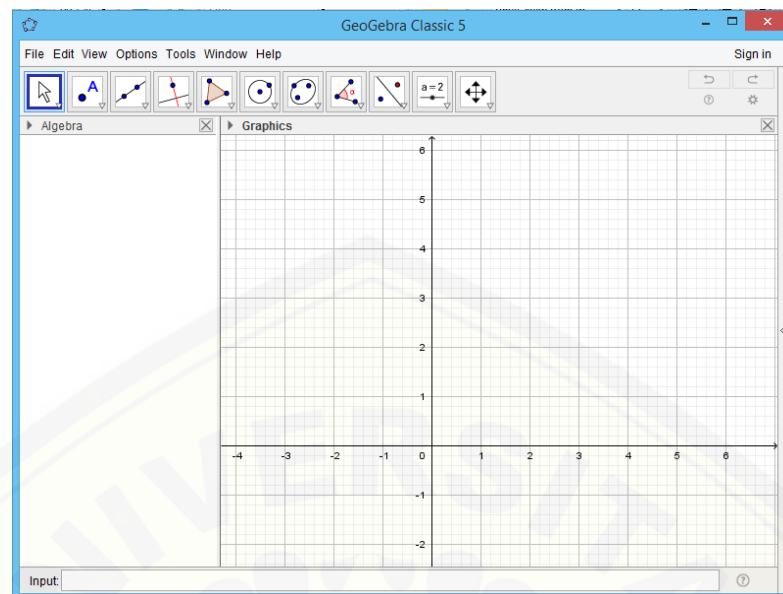 GeoGebra Classic 5
File Edit View Options Tools Window Help Sign in
A α a=2
Algebra Graphics
6
5
4
3
2
1
-4 -3 -2 -1 0 1 2 3 4 5 6
-1
-2
Input:
UNIVERSIT